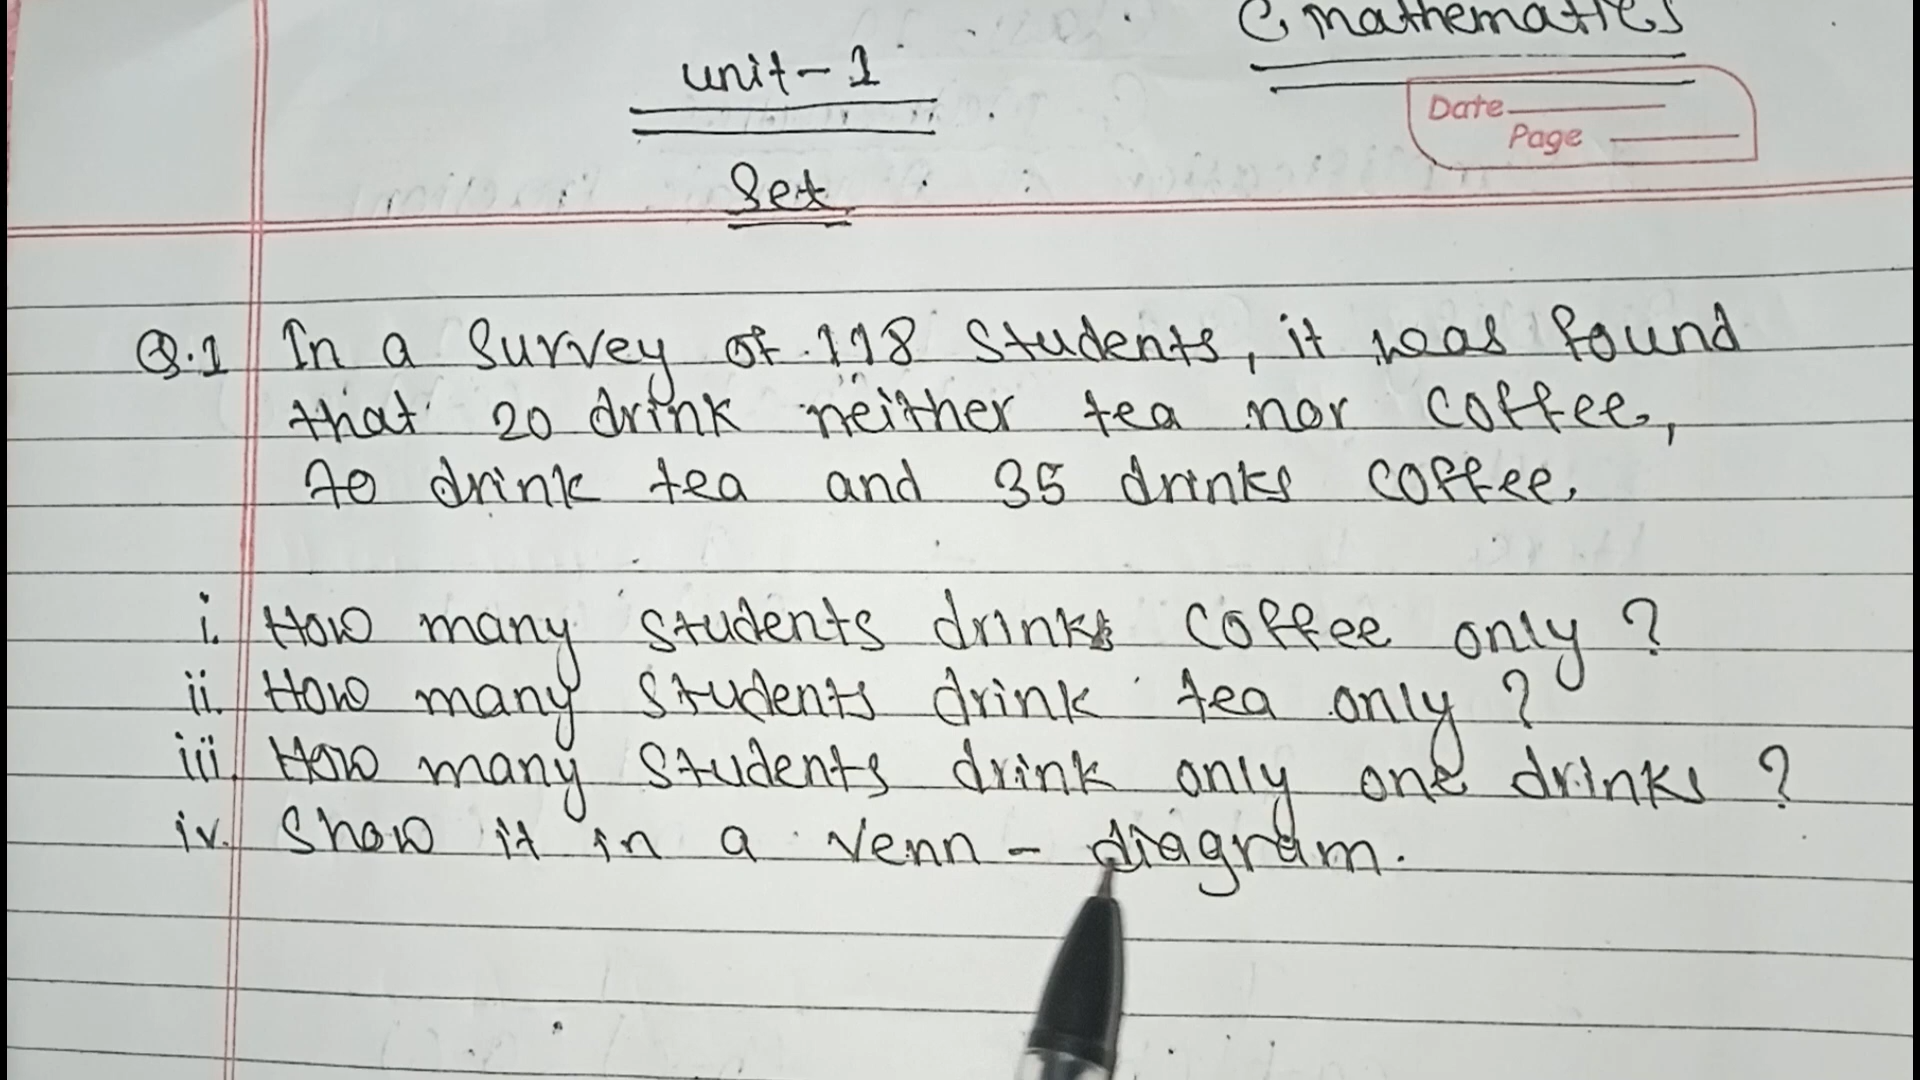 C, mathematics
unit-1
Date
Page
Set
Q.1 In a Survey of 118 students, it was found
that 20 drink neither tea nor coffee,
70 drink tea and 35 drinks coffee.
i. How many students drinks coffee only ?
ii. How many students drink tea only ?
iii. How many students drink only one drinks ?
iv. Show it in a venn - diagram.